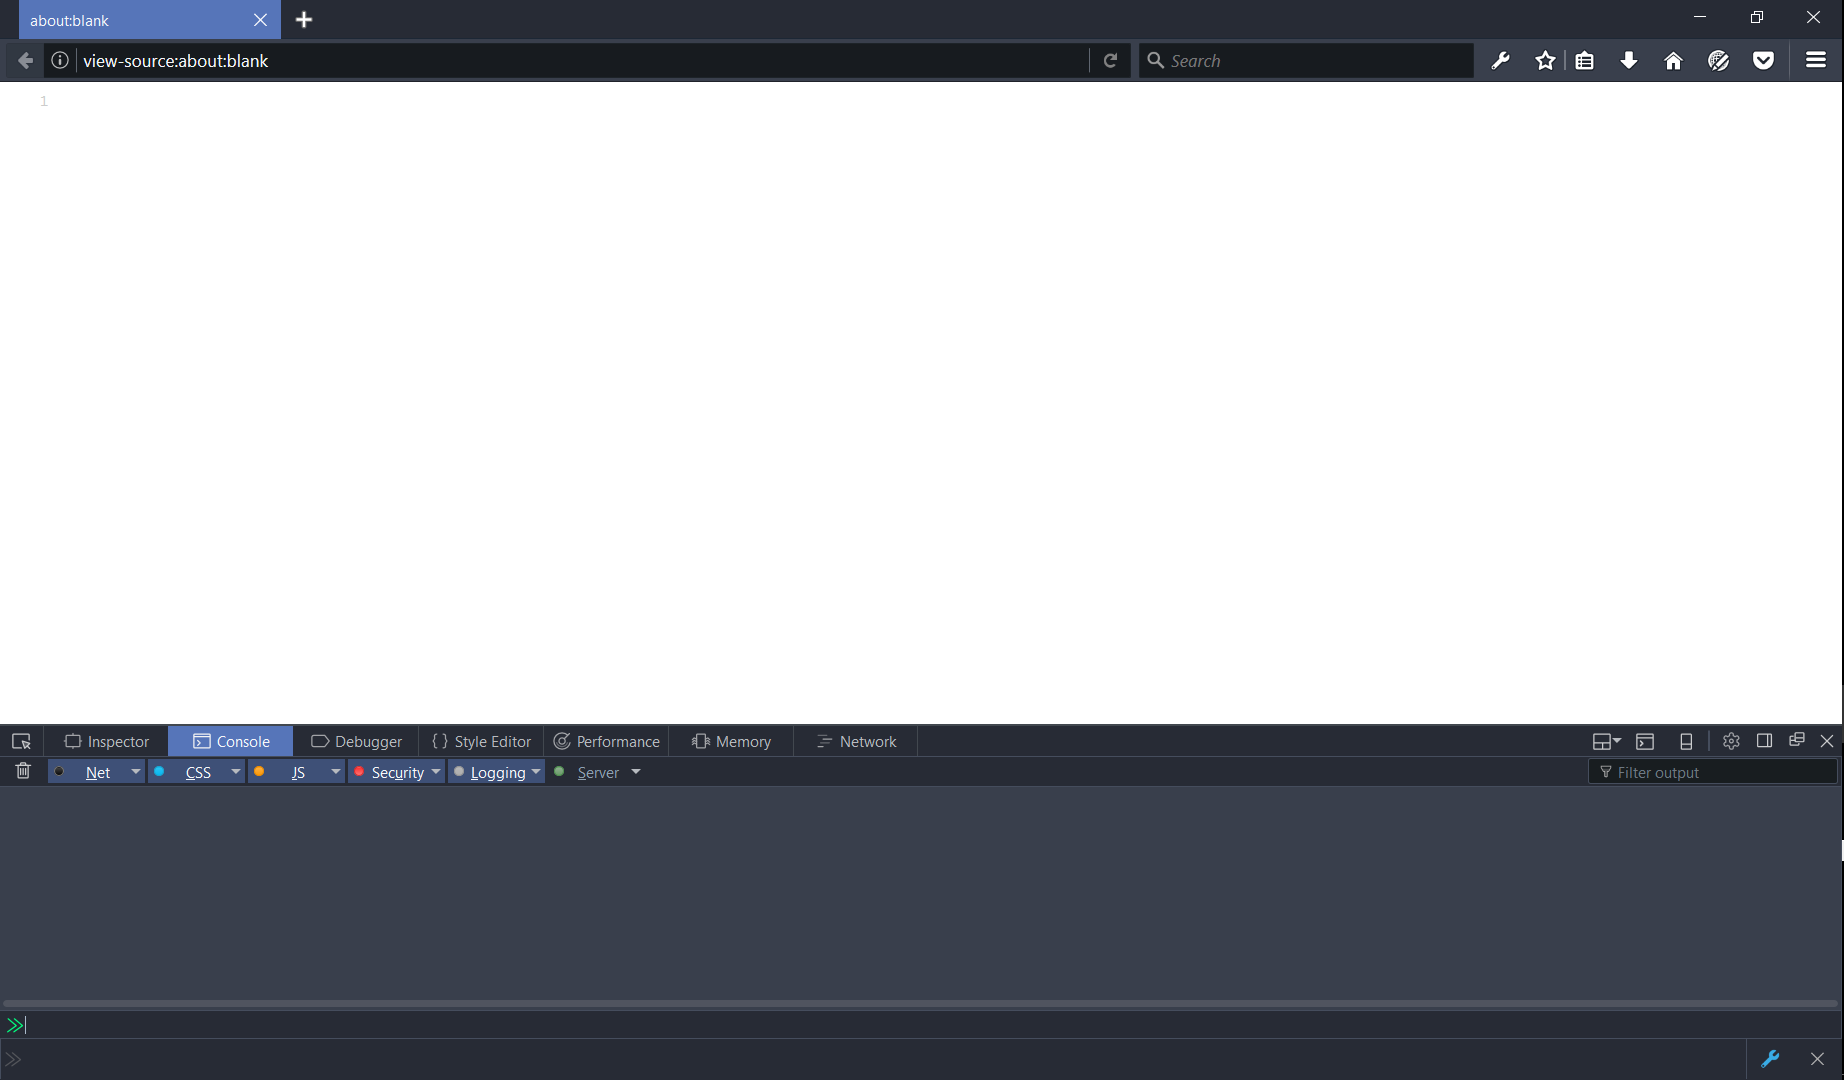 about:blank
view-source:about:blank
Search
1
Inspector Console Debugger Style Editor Performance Memory Network
Net CSS JS Security Logging Server Filter output